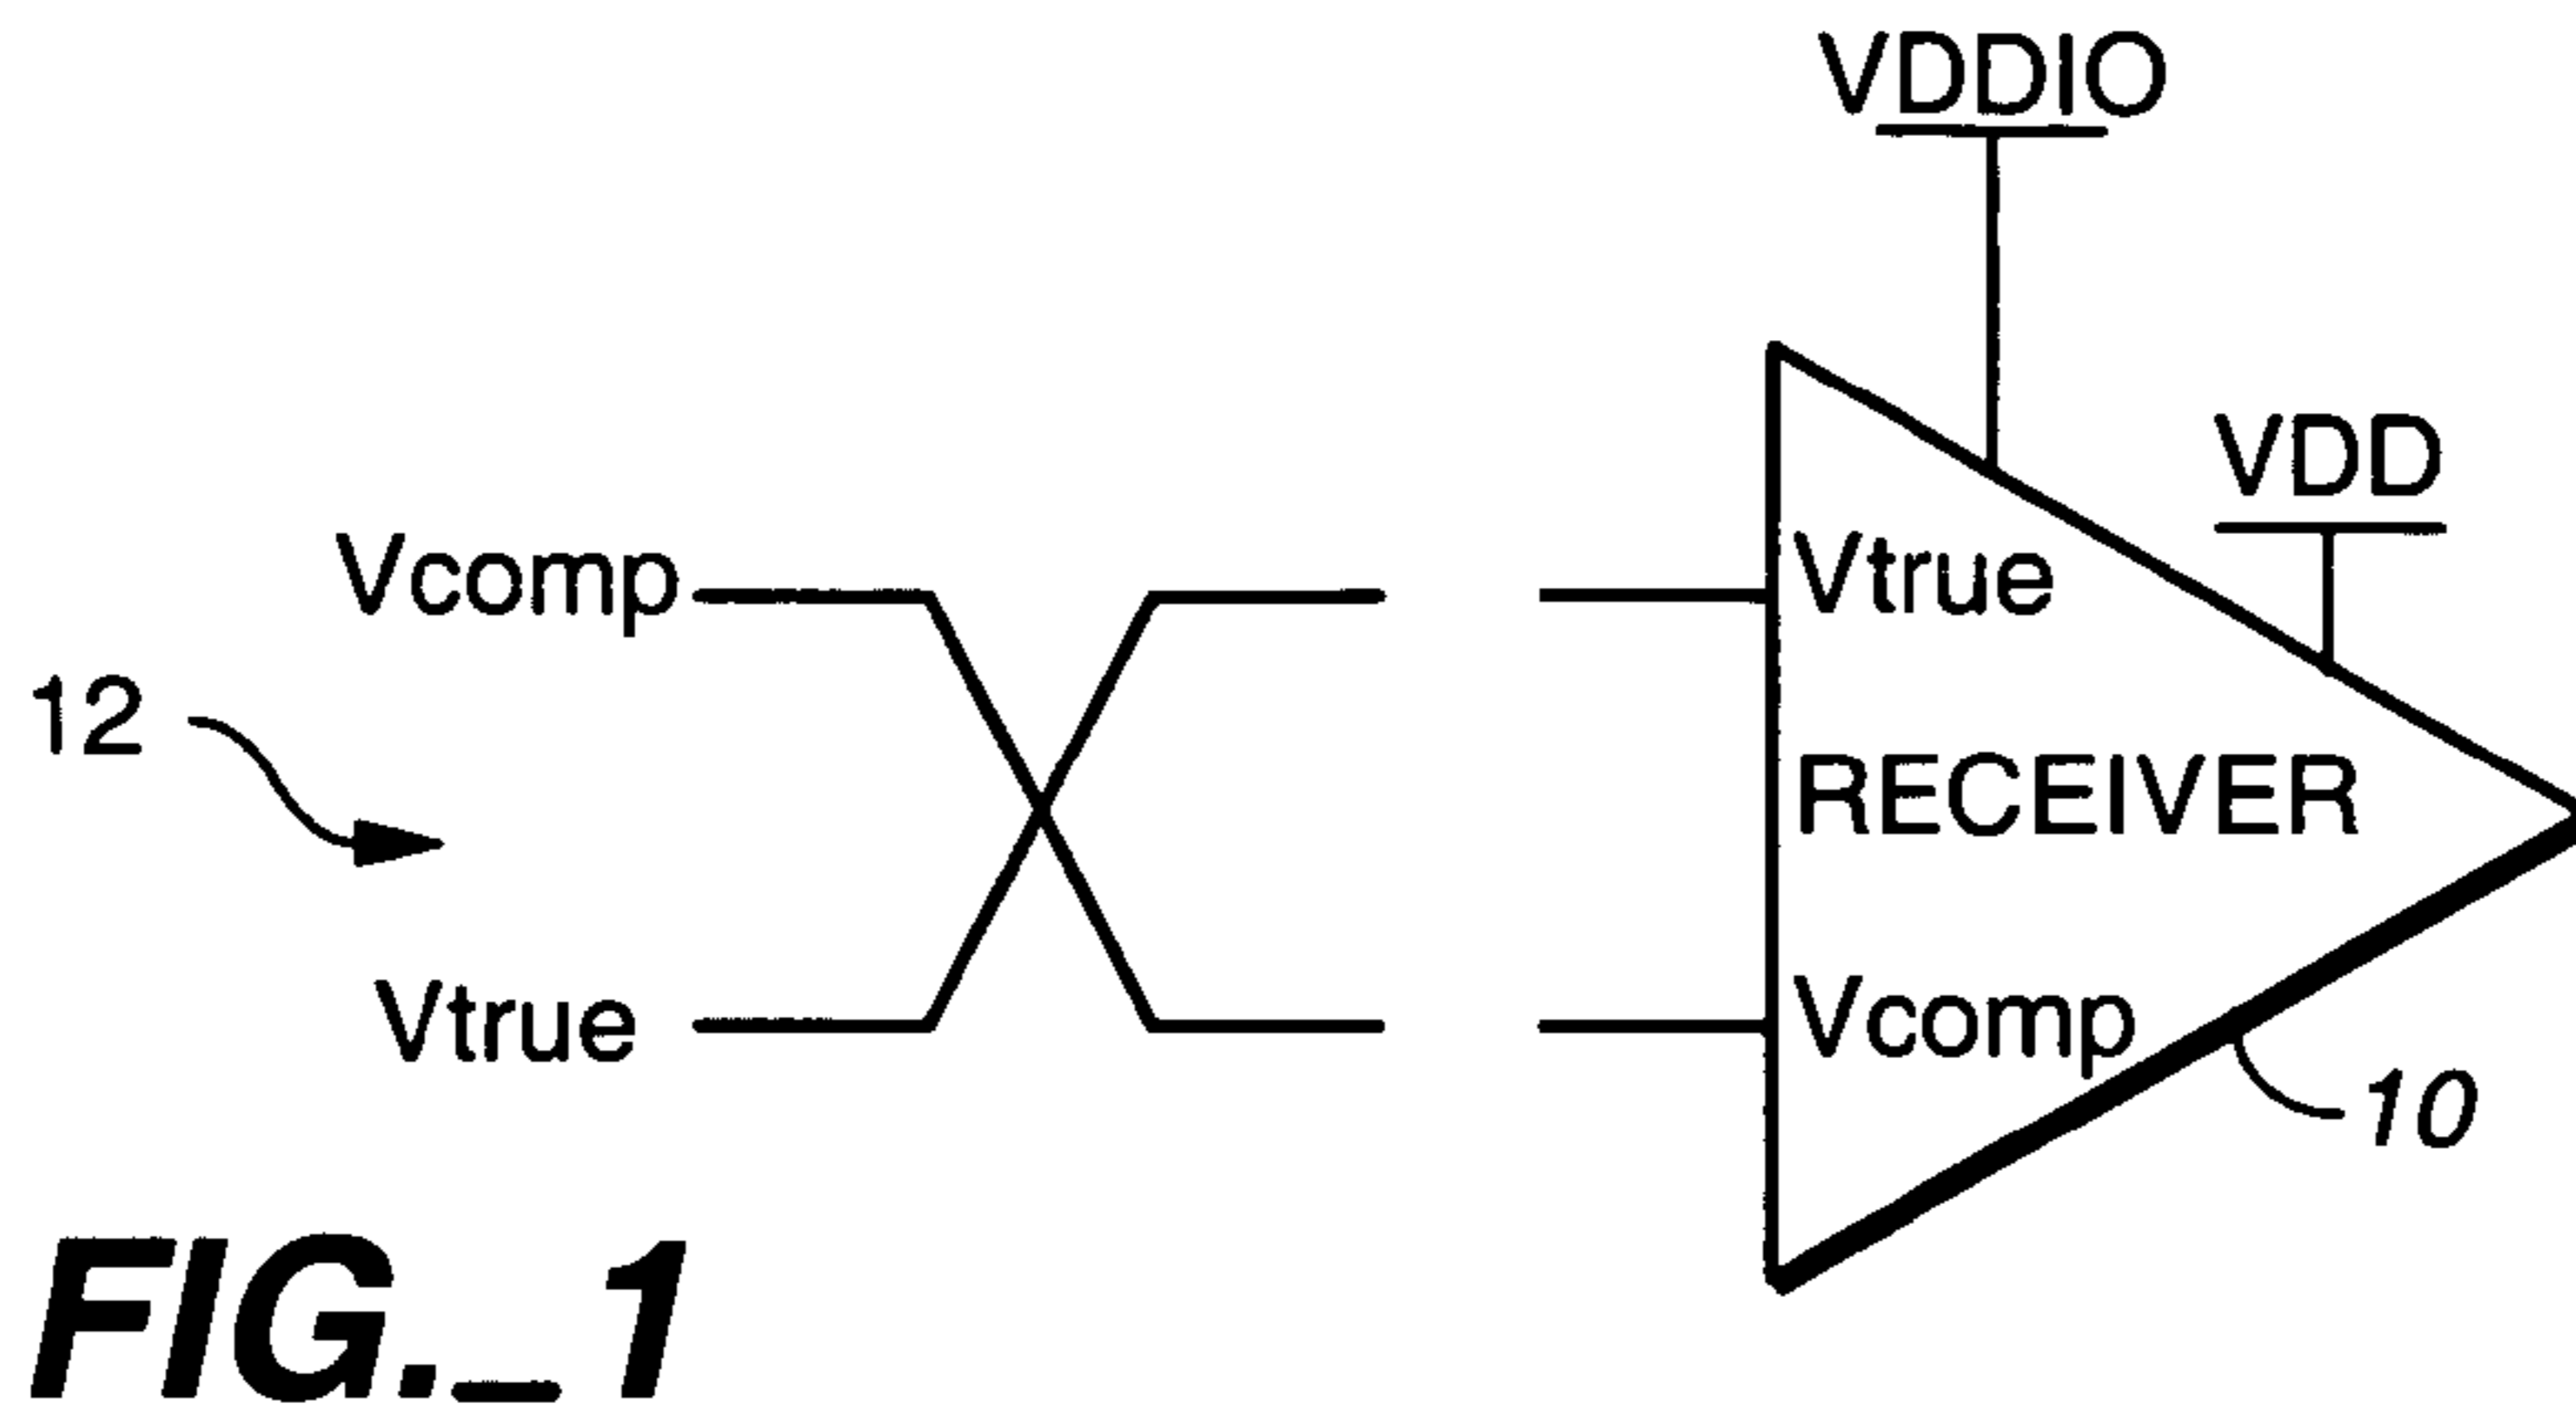 VDDIO
VDD
Vcomp
Vtrue
12
RECEIVER
Vtrue
Vcomp
10
FIG._1